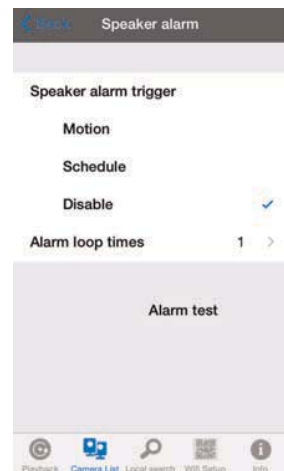 Back Speaker alarm
Speaker alarm trigger
Motion
Schedule
Disable
Alarm loop times 1
Alarm test
Playback Camera List Local search Wifi Setup Info